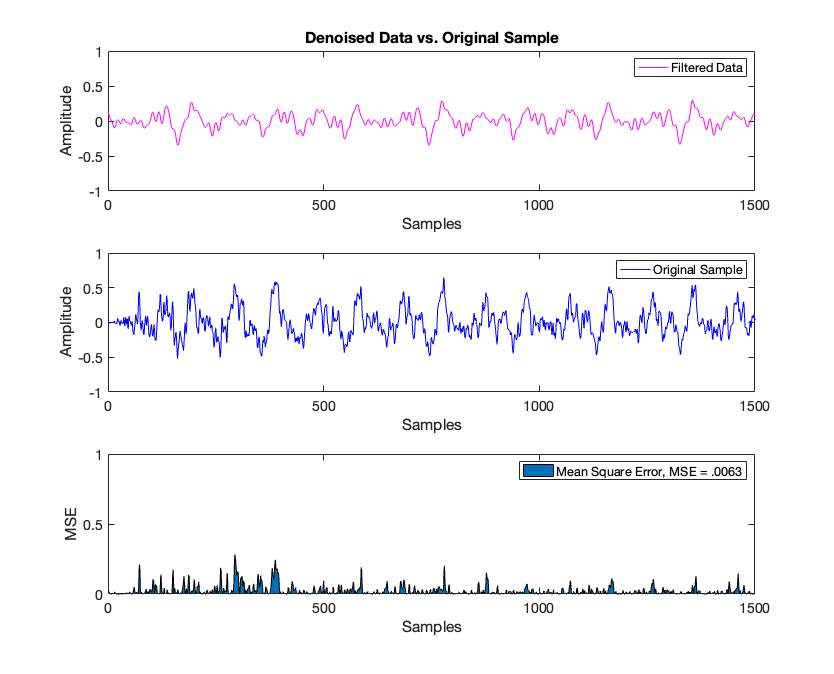 Denoised Data vs. Original Sample
1
0.5
0
-0.5
-1
Amplitude
Filtered Data
0
500
1000
1500
Samples
1
0.5
0
-0.5
-1
Amplitude
Original Sample
0
500
1000
1500
Samples
1
0.5
0
MSE
Mean Square Error, MSE = .0063
0
500
1000
1500
Samples